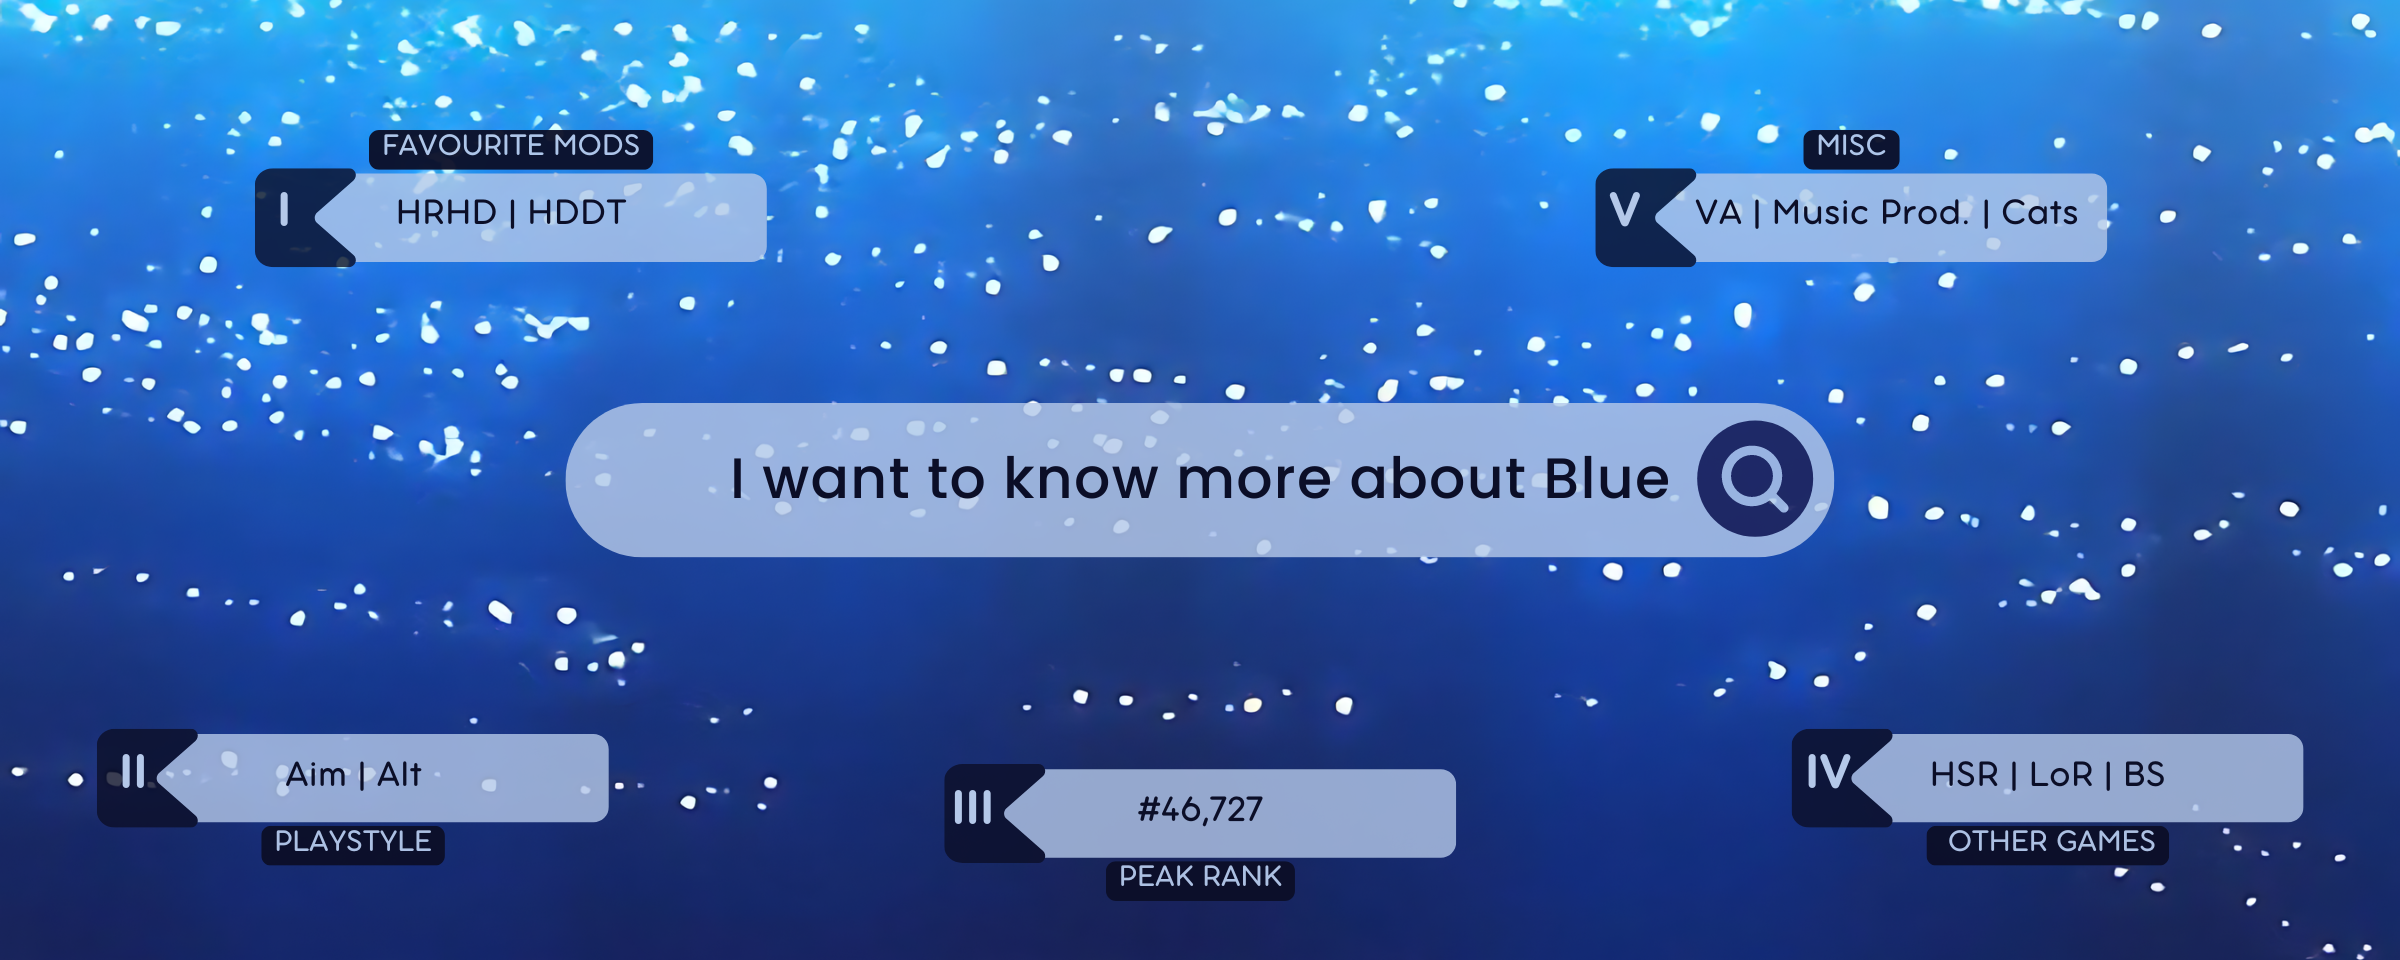 FAVOURITE MODS
I
HRHD | HDDT
MISC
V
VA | Music Prod. | Cats
I want to know more about Blue
II
Aim | Alt
PLAYSTYLE
III
#46,727
PEAK RANK
IV
HSR | LoR | BS
OTHER GAMES